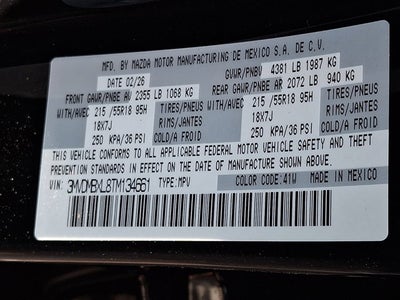 MFD. BY MAZDA MOTOR MANUFACTURING DE MEXICO S.A. DE C.V.
DATE 02/26 GVWR/PNBV 4381 LB 1987 KG
FRONT GAWR/PNBE AV 2355 LB 1068 KG REAR GAWR/PNBE AR 2072 LB 940 KG
WITH/AVEC 215 /55R18 95H TIRES/PNEUS WITH/AVEC 215 /55R18 95H TIRES/PNEUS
18X7J RIMS/JANTES 18X7J RIMS/JANTES
250 KPA/36 PSI COLD/A FROID 250 KPA/36 PSI COLD/A FROID
THIS VEHICLE CONFORMS TO ALL APPLICABLE FEDERAL MOTOR VEHICLE SAFETY AND THEFT
PREVENTION STANDARDS IN EFFECT ON THE DATE OF MANUFACTURE SHOWN ABOVE.
VIN: 3MVDMBXL8TM134661 TYPE:MPV COLOR CODE:41W MADE IN MEXICO